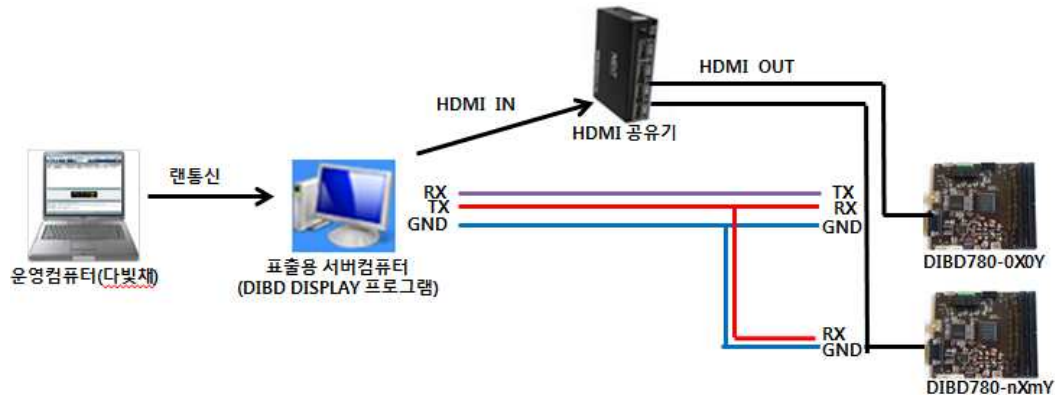 HDMI OUT
HDMI IN
HDMI 공유기
랜통신
RX
TX
GND
TX
RX
GND
운영컴퓨터(다빛채)
표출용 서버컴퓨터
(DIBD DISPLAY 프로그램)
DIBD780-0X0Y
RX
GND
DIBD780-nXmY